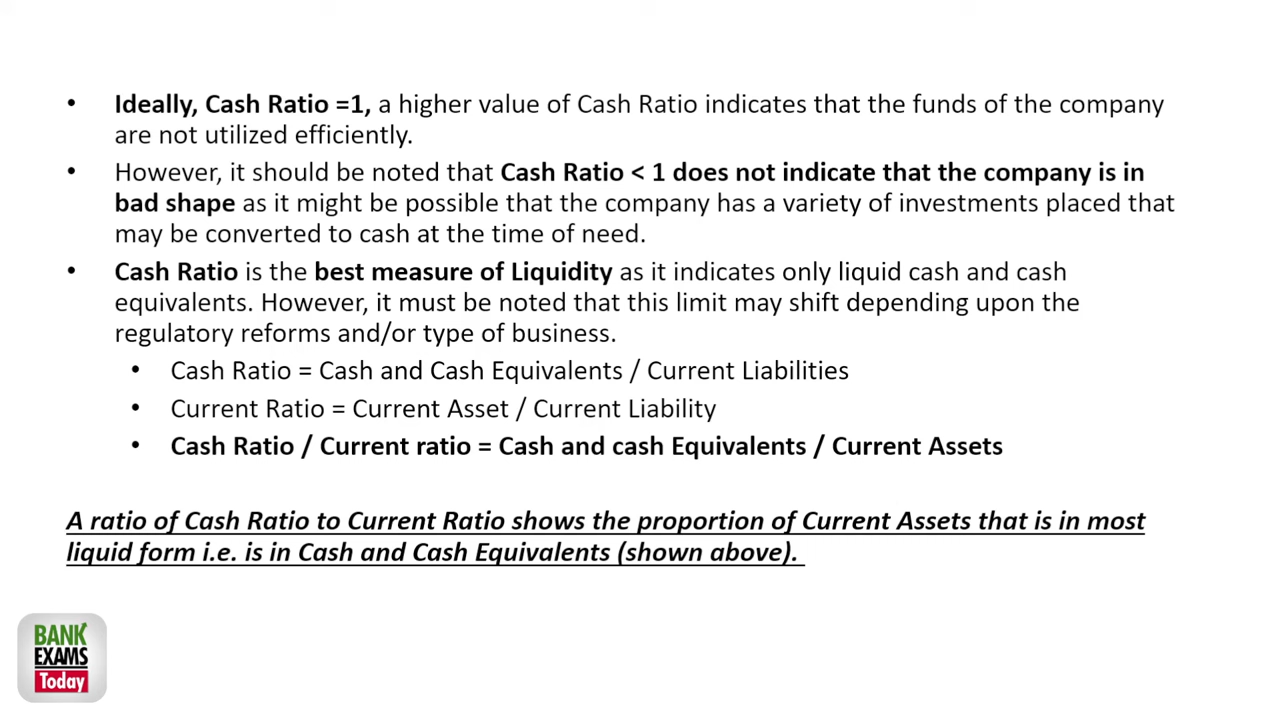 • Ideally, Cash Ratio =1, a higher value of Cash Ratio indicates that the funds of the company
are not utilized efficiently.
• However, it should be noted that Cash Ratio < 1 does not indicate that the company is in
bad shape as it might be possible that the company has a variety of investments placed that
may be converted to cash at the time of need.
• Cash Ratio is the best measure of Liquidity as it indicates only liquid cash and cash
equivalents. However, it must be noted that this limit may shift depending upon the
regulatory reforms and/or type of business.
• Cash Ratio = Cash and Cash Equivalents / Current Liabilities
• Current Ratio = Current Asset / Current Liability
• Cash Ratio / Current ratio = Cash and cash Equivalents / Current Assets
A ratio of Cash Ratio to Current Ratio shows the proportion of Current Assets that is in most
liquid form i.e. is in Cash and Cash Equivalents (shown above).
BANK
EXAMS
Today